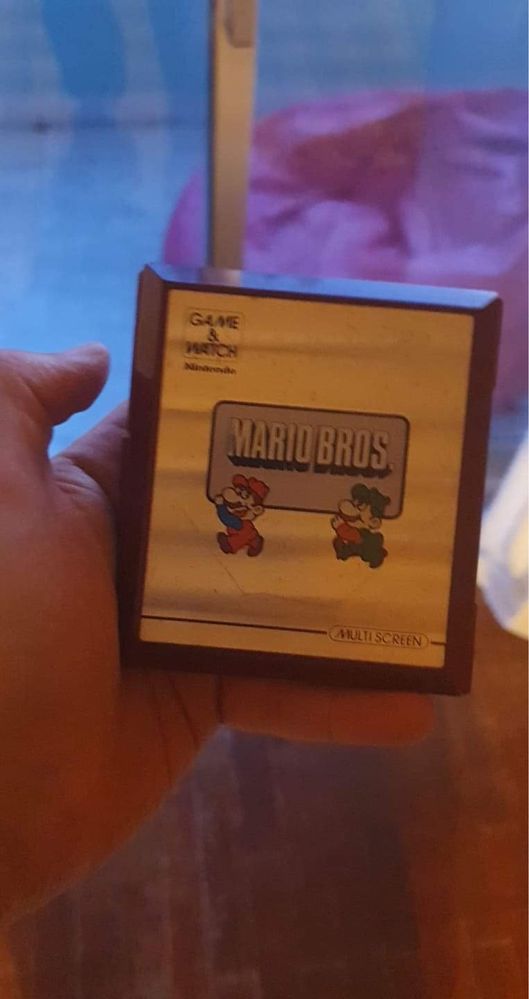 GAME
&
WATCH
Nintendo
MARIO BROS.
MULTI SCREEN